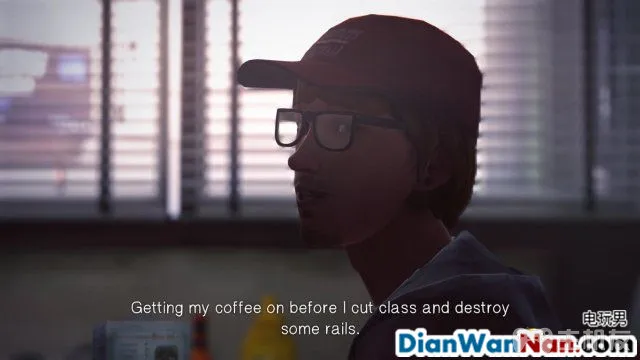 Getting my coffee on before I cut class and destroy
some rails.
电玩男
DianWanNan.com